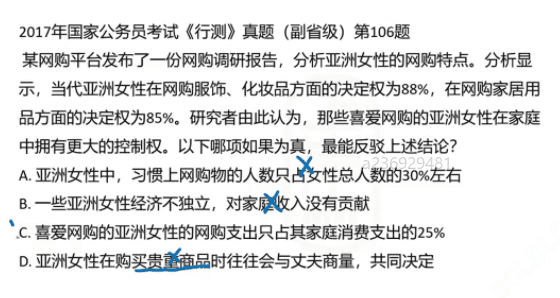 2017年国家公务员考试《行测》真题（副省级）第106题
某网购平台发布了一份网购调研报告，分析亚洲女性的网购特点。分析显
示，当代亚洲女性在网购服饰、化妆品方面的决定权为88%，在网购家居用
品方面的决定权为85%。研究者由此认为，那些喜爱网购的亚洲女性在家庭
中拥有更大的控制权。以下哪项如果为真，最能反驳上述结论？
a236929481
A. 亚洲女性中，习惯上网购物的人数只占女性总人数的30%左右
B. 一些亚洲女性经济不独立，对家庭收入没有贡献
C. 喜爱网购的亚洲女性的网购支出只占其家庭消费支出的25%
D. 亚洲女性在购买贵重商品时往往会与丈夫商量，共同决定